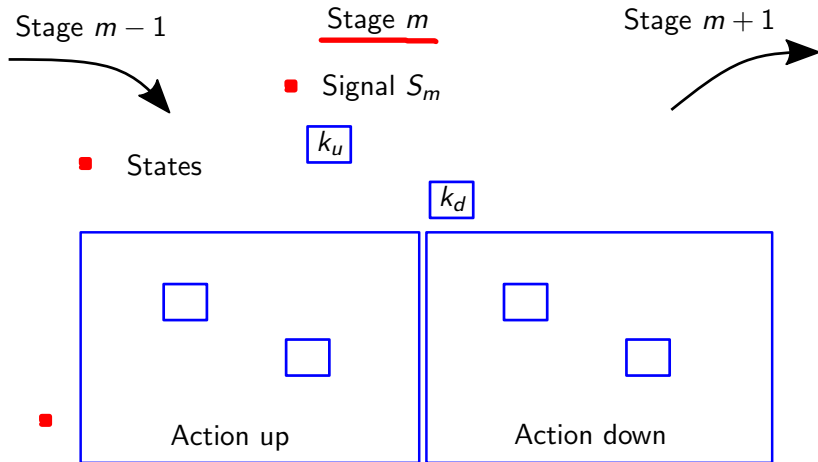 Stage m − 1
Stage m
Stage m + 1
Signal S_m
k_u
States
k_d
Action up
Action down